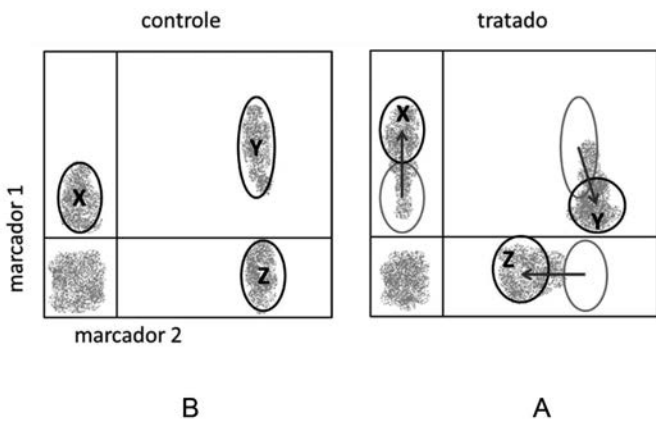 controle
tratado
marcador 1
X
Y
Z
marcador 2
X
Y
Z
B
A